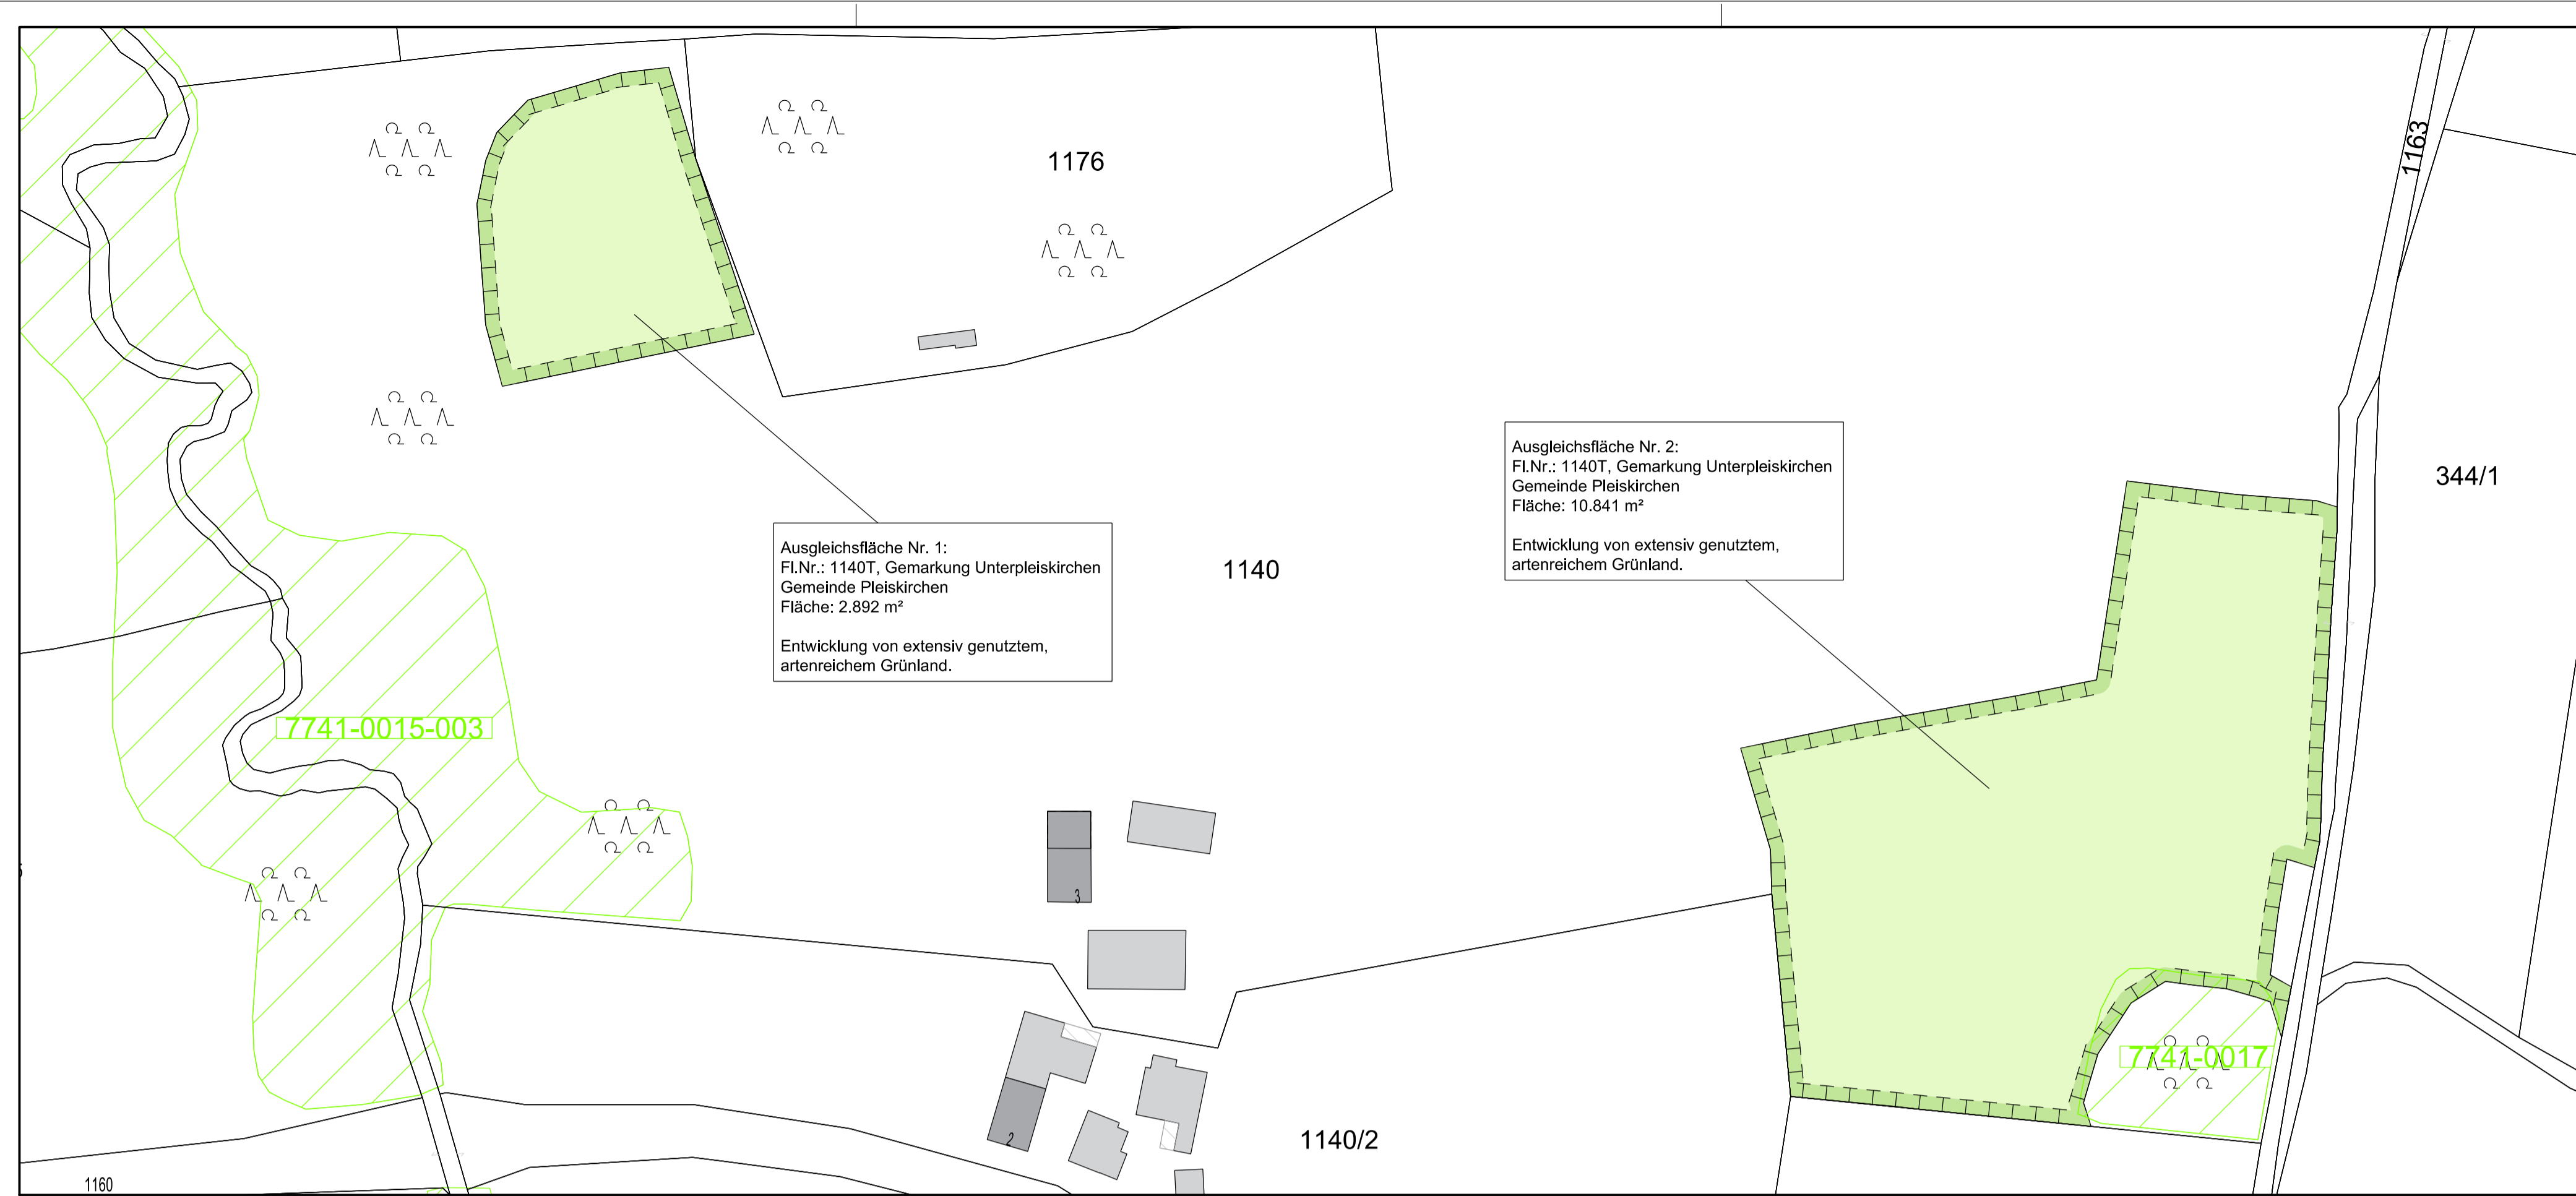 1176
1163
Ausgleichsfläche Nr. 2:
Fl.Nr.: 1140T, Gemarkung Unterpleiskirchen
Gemeinde Pleiskirchen
Fläche: 10.841 m²
Entwicklung von extensiv genutztem,
artenreichem Grünland.
344/1
Ausgleichsfläche Nr. 1:
Fl.Nr.: 1140T, Gemarkung Unterpleiskirchen
Gemeinde Pleiskirchen
Fläche: 2.892 m²
Entwicklung von extensiv genutztem,
artenreichem Grünland.
1140
7741-0015-003
3
7741-0017
2
1140/2
1160